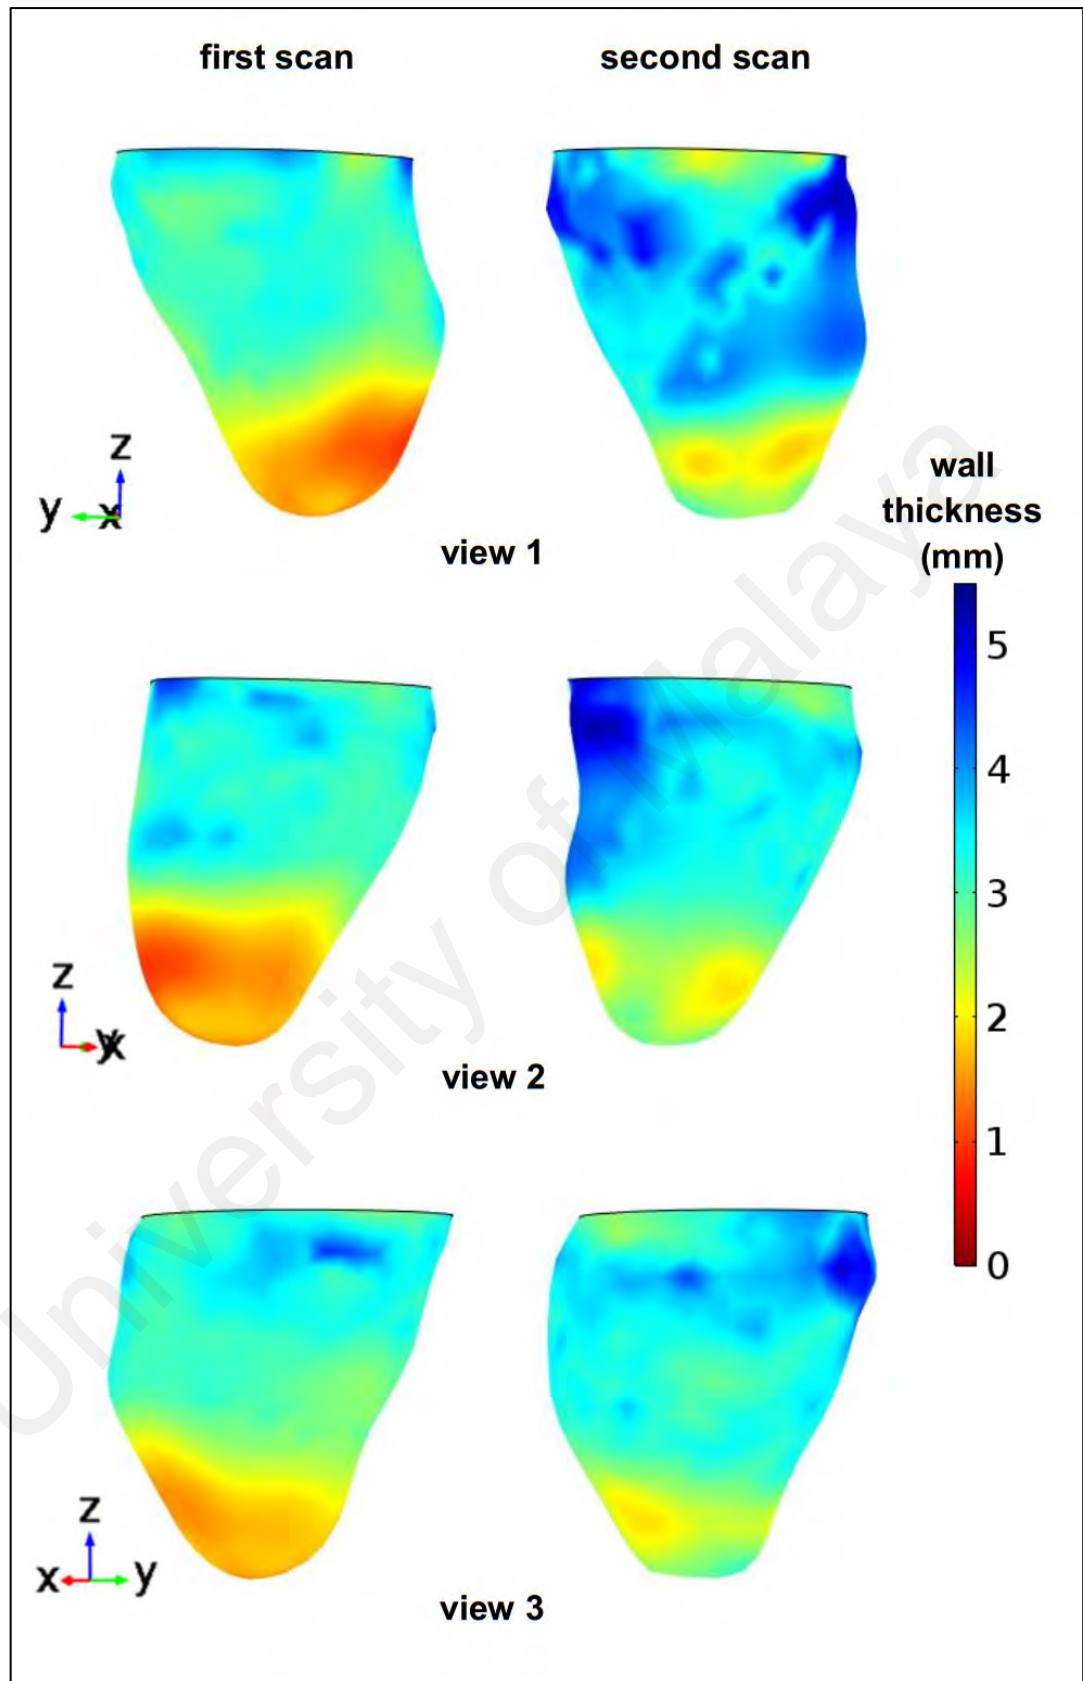 first scan second scan
z
y x
view 1
wall
thickness
(mm)
5
4
3
2
1
0
z
y x
view 2
z
x y
view 3
University of Malaya